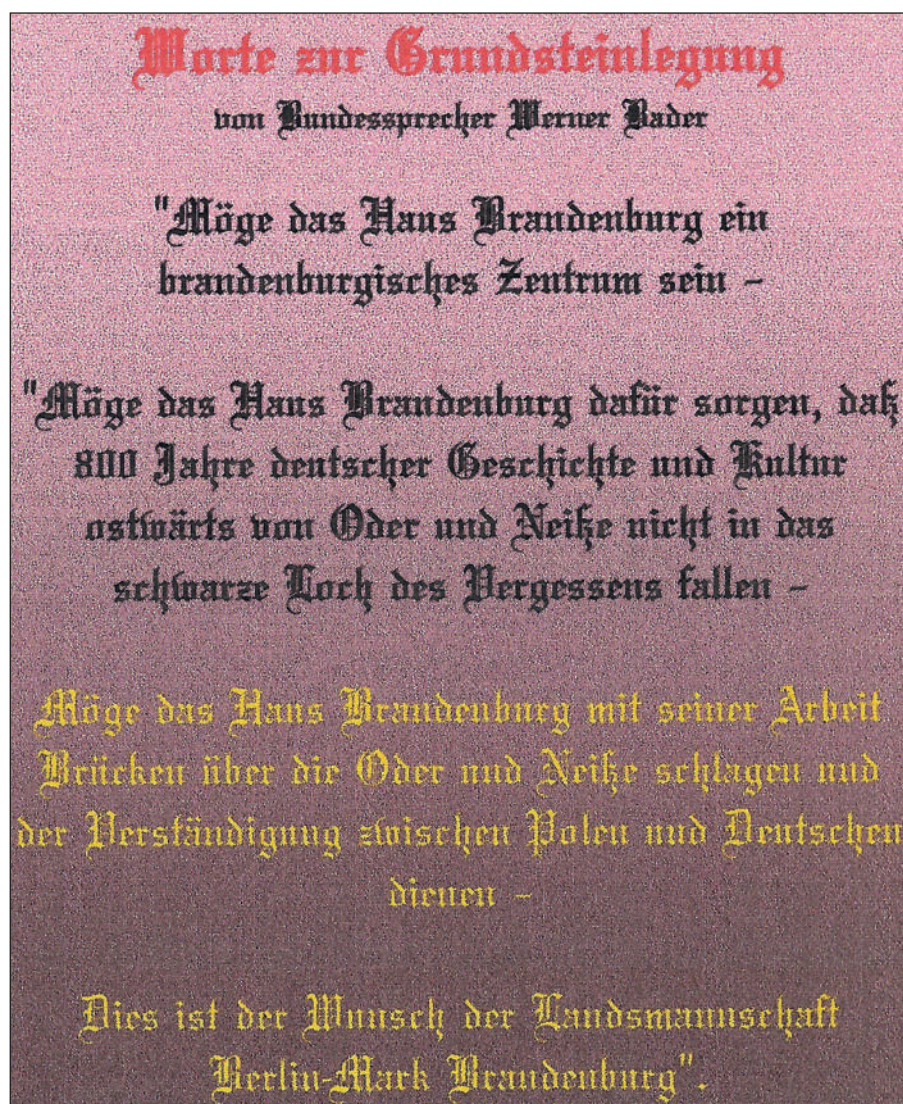 Worte zur Grundsteinlegung
von Bundessprecher Werner Bader
"Möge das Haus Brandenburg ein
brandenburgisches Zentrum sein –
"Möge das Haus Brandenburg dafür sorgen, daß
800 Jahre deutscher Geschichte und Kultur
ostwärts von Oder und Neiße nicht in das
schwarze Loch des Vergessens fallen –
Möge das Haus Brandenburg mit seiner Arbeit
Brücken über die Oder und Neiße schlagen und
der Verständigung zwischen Polen und Deutschen
dienen –
Dies ist der Wunsch der Landsmannschaft
Berlin-Mark Brandenburg".